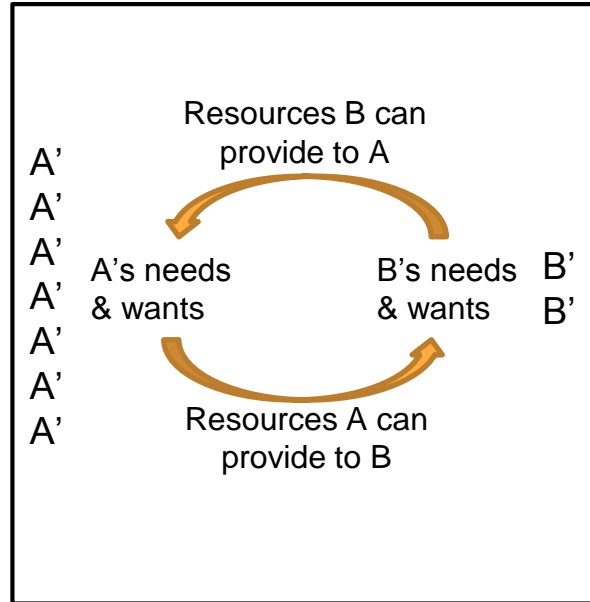 Resources B can
provide to A
A’
A’
A’
A’
A’
A’
A’
A’s needs
& wants
B’s needs
& wants
B’
B’
Resources A can
provide to B